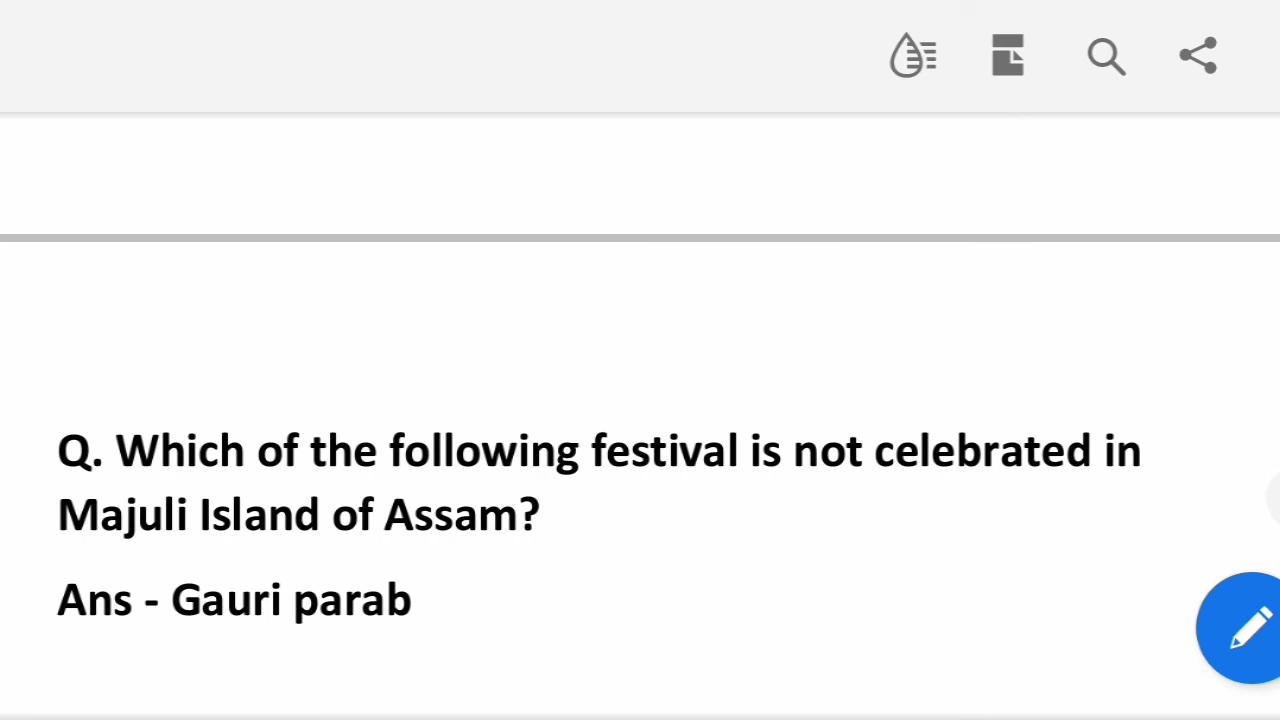 Q. Which of the following festival is not celebrated in
Majuli Island of Assam?
Ans - Gauri parab